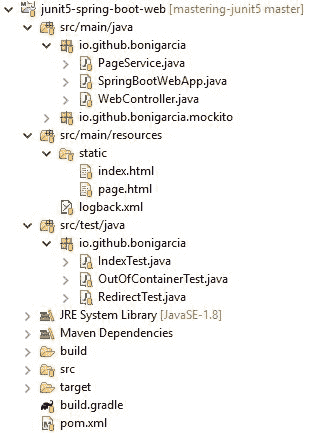 junit5-spring-boot-web [mastering-junit5 master]
src/main/java
io.github.bonigarcia
PageService.java
SpringBootWebApp.java
WebController.java
io.github.bonigarcia.mockito
src/main/resources
static
index.html
page.html
logback.xml
src/test/java
io.github.bonigarcia
IndexTest.java
OutOfContainerTest.java
RedirectTest.java
JRE System Library [JavaSE-1.8]
Maven Dependencies
build
src
target
build.gradle
pom.xml